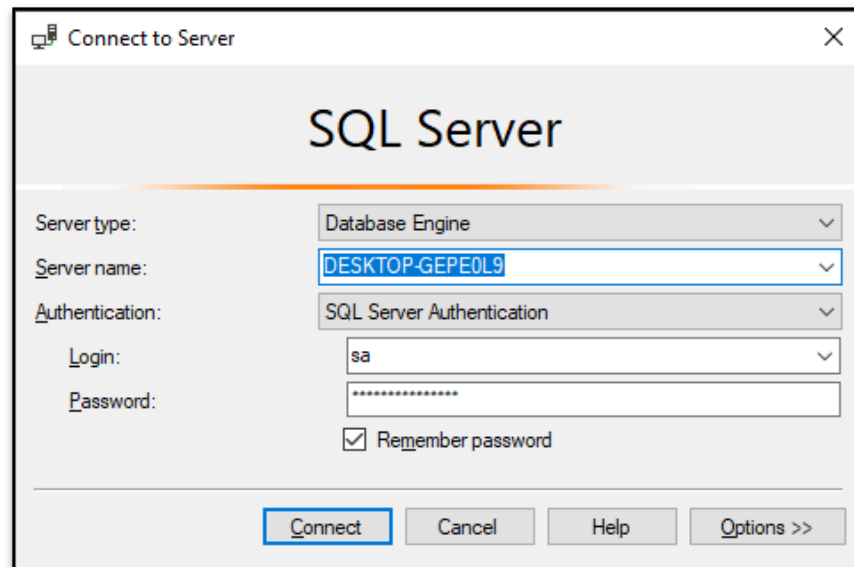 Connect to Server
SQL Server
Server type: Database Engine
Server name: DESKTOP-GEPE0L9
Authentication: SQL Server Authentication
Login: sa
Password: ***************
Remember password
Connect Cancel Help Options >>